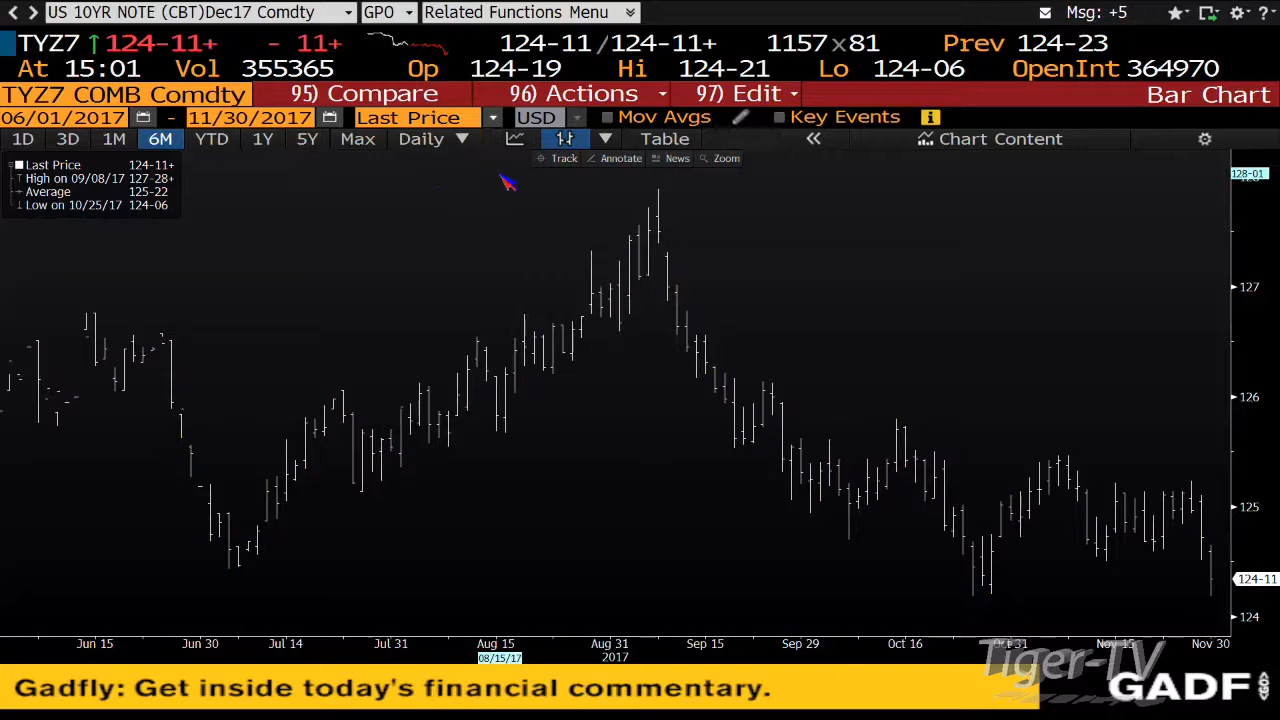 US 10YR NOTE (CBT)Dec17 Comdty GPO Related Functions Menu Msg: +5
TYZ7 ↑124-11+ - 11+ 124-11 /124-11+ 1157x81 Prev 124-23
At 15:01 Vol 355365 Op 124-19 Hi 124-21 Lo 124-06 OpenInt 364970
TYZ7 COMB Comdty 95) Compare 96) Actions 97) Edit Bar Chart
06/01/2017 - 11/30/2017 Last Price USD Mov Avgs Key Events
1D 3D 1M 6M YTD 1Y 5Y Max Daily Table « Chart Content
Track Annotate News Zoom
Last Price 124-11+
High on 09/08/17 127-28+
Average 125-22
Low on 10/25/17 124-06
128-01
127
126
125
124-11
124
Jun 15 Jun 30 Jul 14 Jul 31 Aug 15 Aug 31 Sep 15 Sep 29 Oct 16 Oct 31 Nov 15 Nov 30
08/15/17 2017
Tiger-TV
Gadfly: Get inside today's financial commentary. GADF GO